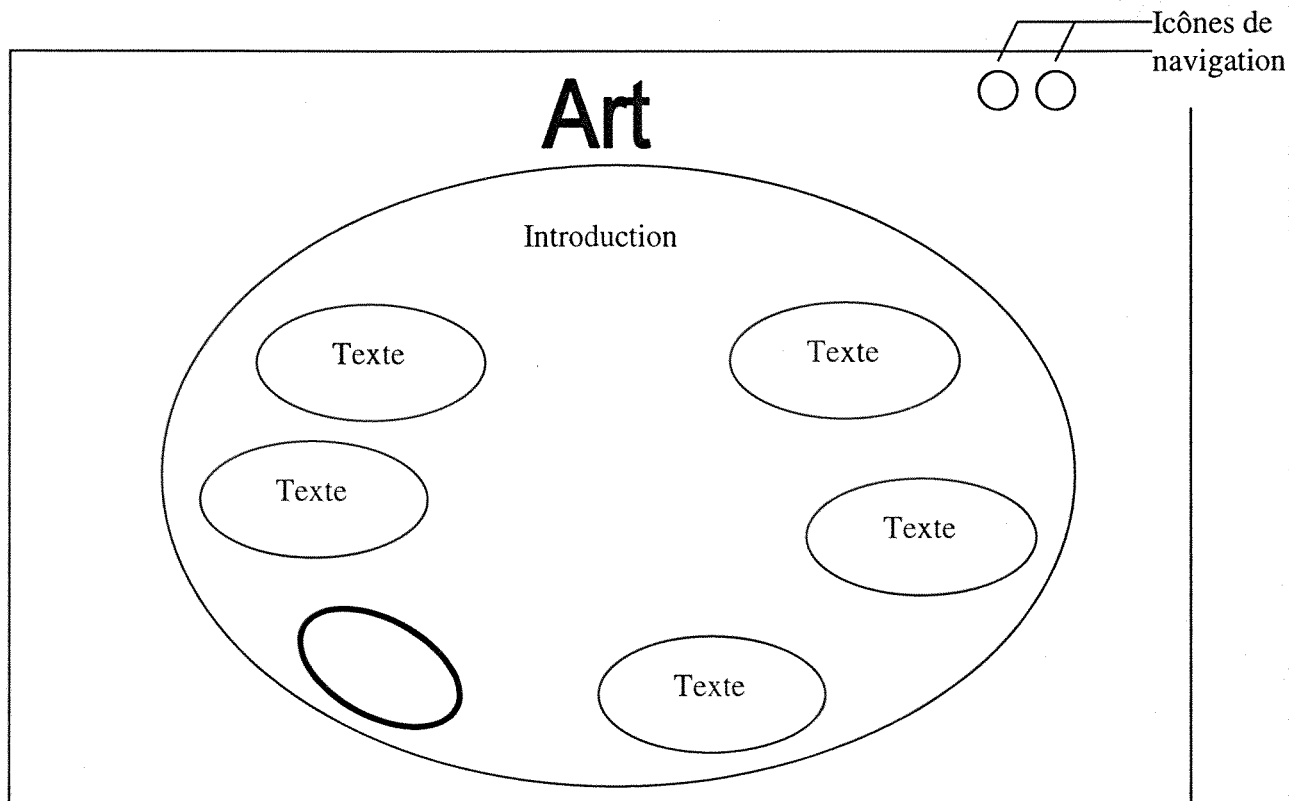 Icônes de
navigation
Art
Introduction
Texte
Texte
Texte
Texte
Texte